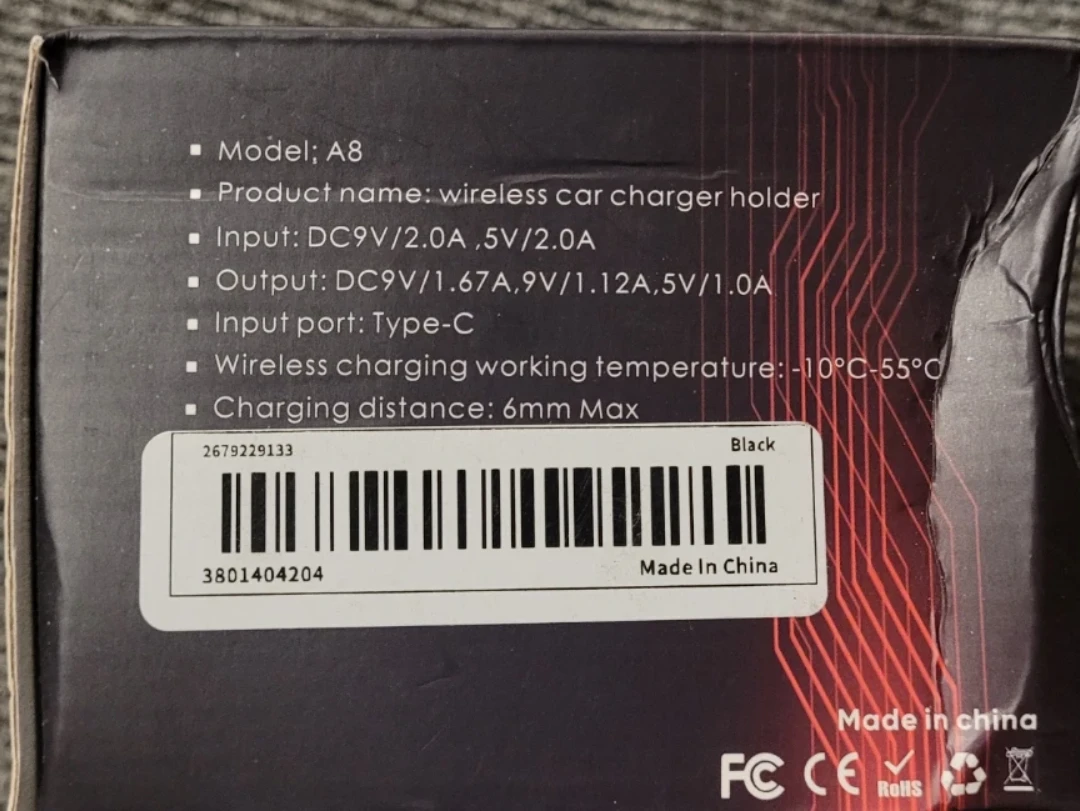 ▪ Model; A8
▪ Product name: wireless car charger holder
▪ Input: DC9V/2.0A ,5V/2.0A
▪ Output: DC9V/1.67A,9V/1.12A,5V/1.0A
▪ Input port: Type-C
▪ Wireless charging working temperature: -10°C-55°C
▪ Charging distance: 6mm Max
2679229133 Black
3801404204 Made In China
Made in china
FC CE RoHS